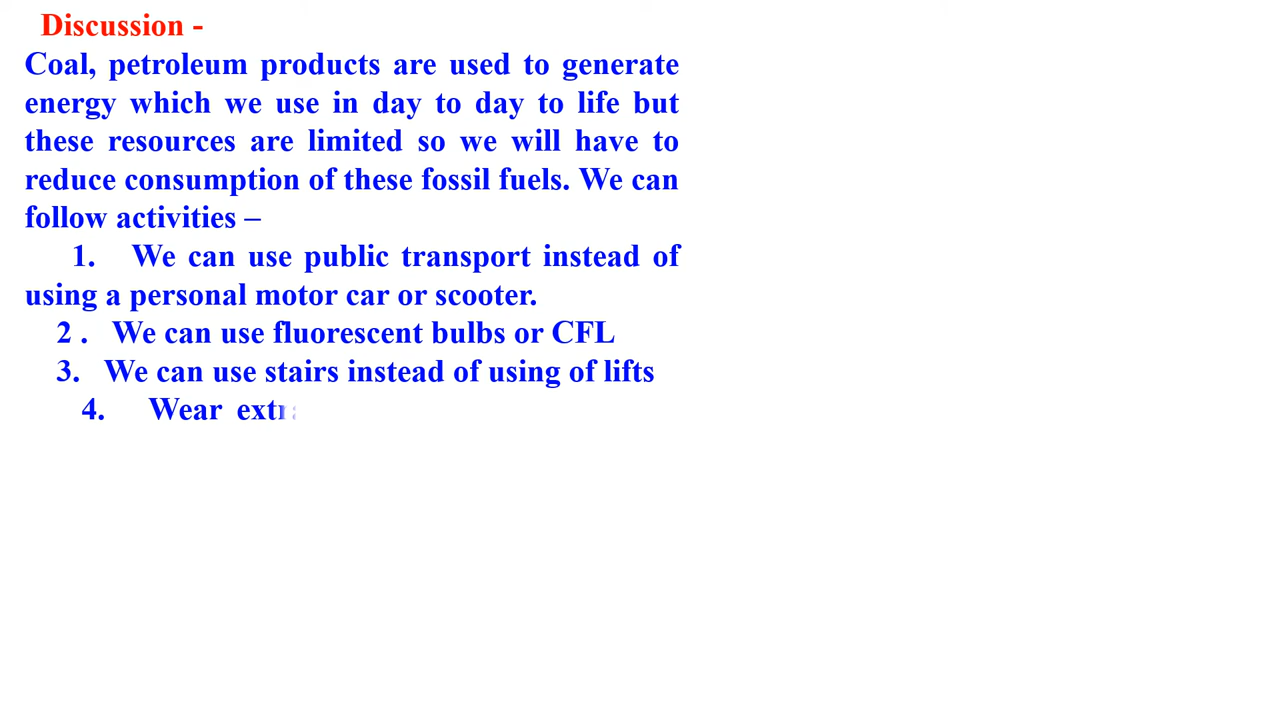 Discussion -
Coal, petroleum products are used to generate
energy which we use in day to day to life but
these resources are limited so we will have to
reduce consumption of these fossil fuels. We can
follow activities –
1. We can use public transport instead of
using a personal motor car or scooter.
2 . We can use fluorescent bulbs or CFL
3. We can use stairs instead of using of lifts
4. Wear